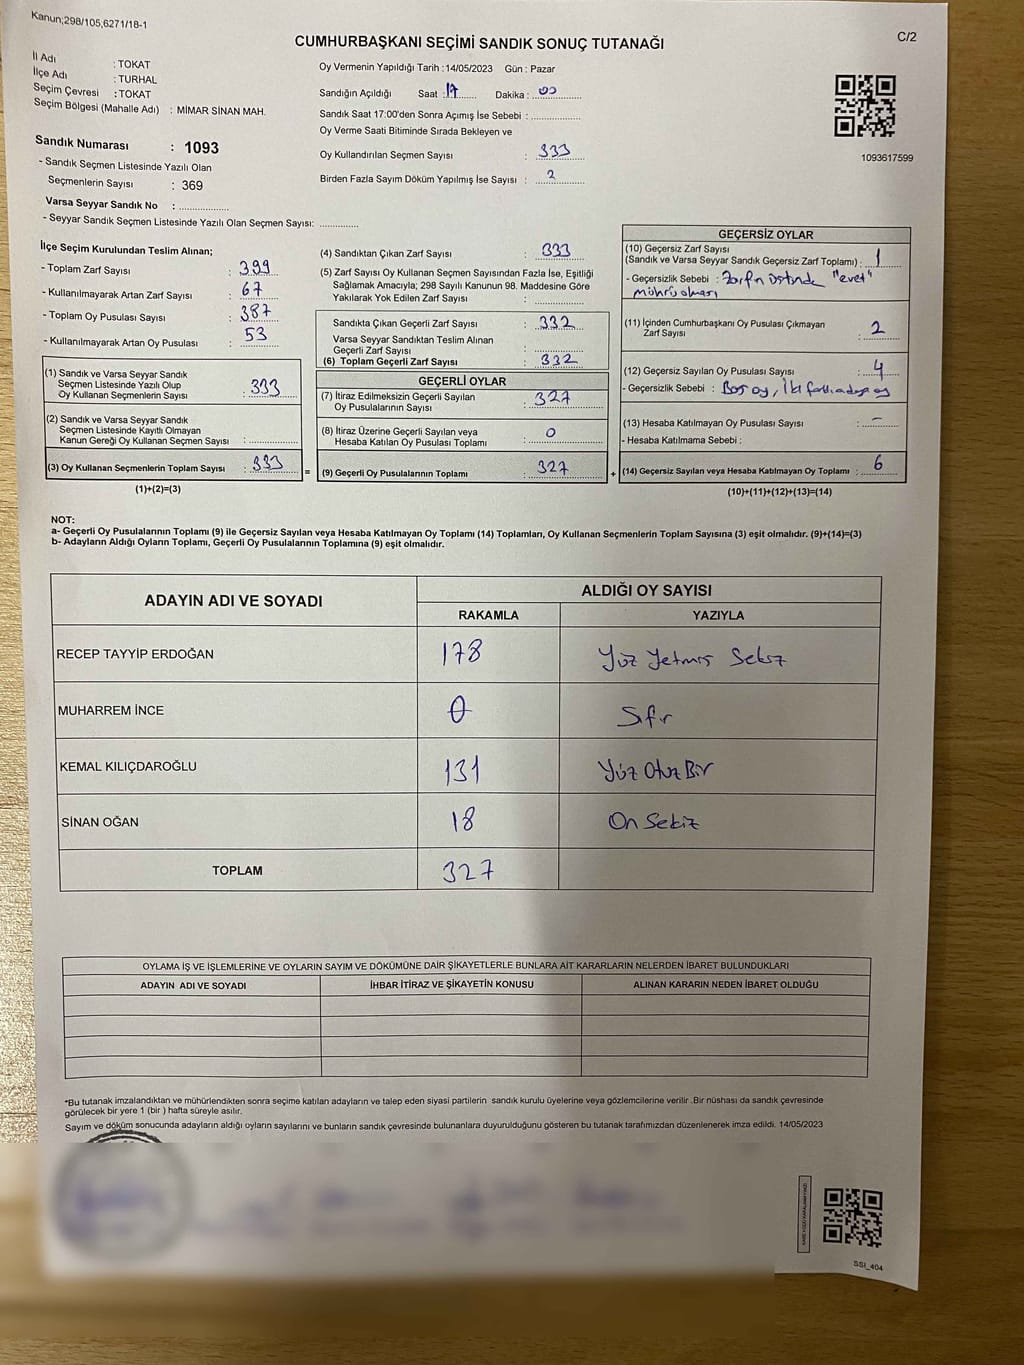 Kanun;298/105,6271/18-1
C/2
CUMHURBAŞKANI SEÇİMİ SANDIK SONUÇ TUTANAĞI
İl Adı : TOKAT
İlçe Adı : TURHAL
Seçim Çevresi : TOKAT
Seçim Bölgesi (Mahalle Adı) : MİMAR SİNAN MAH.
Sandık Numarası : 1093
- Sandık Seçmen Listesinde Yazılı Olan
Seçmenlerin Sayısı : 369
Varsa Seyyar Sandık No :
- Seyyar Sandık Seçmen Listesinde Yazılı Olan Seçmen Sayısı:
Oy Vermenin Yapıldığı Tarih :14/05/2023 Gün : Pazar
Sandığın Açıldığı Saat : 17 Dakika : 00
Sandık Saat 17:00'den Sonra Açımış İse Sebebi :
Oy Verme Saati Bitiminde Sırada Bekleyen ve
Oy Kullandırılan Seçmen Sayısı : 333
Birden Fazla Sayım Döküm Yapılmış İse Sayısı : 2
1093617599
İlçe Seçim Kurulundan Teslim Alınan;
- Toplam Zarf Sayısı : 399
- Kullanılmayarak Artan Zarf Sayısı : 67
- Toplam Oy Pusulası Sayısı : 387
- Kullanılmayarak Artan Oy Pusulası : 53
(1) Sandık ve Varsa Seyyar Sandık
Seçmen Listesinde Yazılı Olup
Oy Kullanan Seçmenlerin Sayısı : 333
(2) Sandık ve Varsa Seyyar Sandık
Seçmen Listesinde Kayıtlı Olmayan
Kanun Gereği Oy Kullanan Seçmen Sayısı :
(3) Oy Kullanan Seçmenlerin Toplam Sayısı : 333
(1)+(2)=(3)
(4) Sandıktan Çıkan Zarf Sayısı : 333
(5) Zarf Sayısı Oy Kullanan Seçmen Sayısından Fazla İse, Eşitliği
Sağlamak Amacıyla; 298 Sayılı Kanunun 98. Maddesine Göre
Yakılarak Yok Edilen Zarf Sayısı :
Sandıkta Çıkan Geçerli Zarf Sayısı : 332
Varsa Seyyar Sandıktan Teslim Alınan
Geçerli Zarf Sayısı :
(6) Toplam Geçerli Zarf Sayısı : 332
GEÇERLİ OYLAR
(7) İtiraz Edilmeksizin Geçerli Sayılan
Oy Pusulalarının Sayısı : 327
(8) İtiraz Üzerine Geçerli Sayılan veya
Hesaba Katılan Oy Pusulası Toplamı : 0
= (9) Geçerli Oy Pusulalarının Toplamı : 327
GEÇERSİZ OYLAR
(10) Geçersiz Zarf Sayısı
(Sandık ve Varsa Seyyar Sandık Geçersiz Zarf Toplamı) : 1
- Geçersizlik Sebebi : Zarfın üstünde "evet"
mührü olması
(11) İçinden Cumhurbaşkanı Oy Pusulası Çıkmayan
Zarf Sayısı : 2
(12) Geçersiz Sayılan Oy Pusulası Sayısı : 4
- Geçersizlik Sebebi : Boş oy, İki farklı adaya oy
(13) Hesaba Katılmayan Oy Pusulası Sayısı : -
- Hesaba Katılmama Sebebi :
+ (14) Geçersiz Sayılan veya Hesaba Katılmayan Oy Toplamı : 6
(10)+(11)+(12)+(13)=(14)
NOT:
a- Geçerli Oy Pusulalarının Toplamı (9) ile Geçersiz Sayılan veya Hesaba Katılmayan Oy Toplamı (14) Toplamları, Oy Kullanan Seçmenlerin Toplam Sayısına (3) eşit olmalıdır. (9)+(14)=(3)
b- Adayların Aldığı Oyların Toplamı, Geçerli Oy Pusulalarının Toplamına (9) eşit olmalıdır.
ADAYIN ADI VE SOYADI ALDIĞI OY SAYISI
RAKAMLA YAZIYLA
RECEP TAYYİP ERDOĞAN 178 Yüz Yetmiş Sekiz
MUHARREM İNCE 0 Sıfır
KEMAL KILIÇDAROĞLU 131 Yüz Otuz Bir
SİNAN OĞAN 18 On Sekiz
TOPLAM 327
OYLAMA İŞ VE İŞLEMLERİNE VE OYLARIN SAYIM VE DÖKÜMÜNE DAİR ŞİKAYETLERLE BUNLARA AİT KARARLARIN NELERDEN İBARET BULUNDUKLARI
ADAYIN ADI VE SOYADI İHBAR İTİRAZ VE ŞİKAYETİN KONUSU ALINAN KARARIN NEDEN İBARET OLDUĞU
*Bu tutanak imzalandıktan ve mühürlendikten sonra seçime katılan adayların ve talep eden siyasi partilerin sandık kurulu üyelerine veya gözlemcilerine verilir .Bir nüshası da sandık çevresinde
görülecek bir yere 1 (bir ) hafta süreyle asılır.
Sayım ve döküm sonucunda adayların aldığı oyların sayılarını ve bunların sandık çevresinde bulunanlara duyurulduğunu gösteren bu tutanak tarafımızdan düzenlenerek imza edildi. 14/05/2023
SSI_404